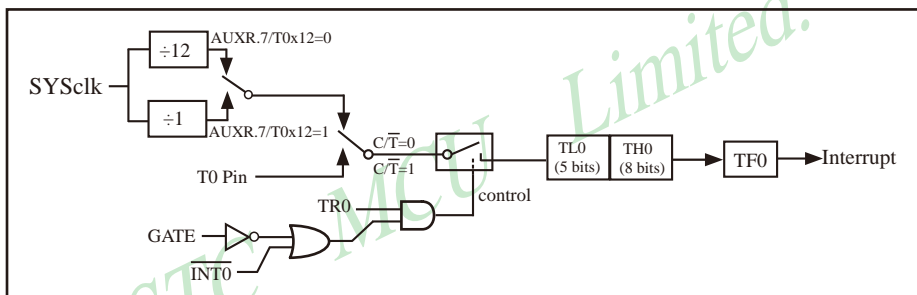 AUXR.7/T0x12=0
÷12
SYSclk
÷1
AUXR.7/T0x12=1
C/T̅=0
C/T̅=1
T0 Pin
TL0
(5 bits)
TH0
(8 bits)
TF0
Interrupt
control
TR0
GATE
I̅N̅T̅0̅
STC MCU Limited.